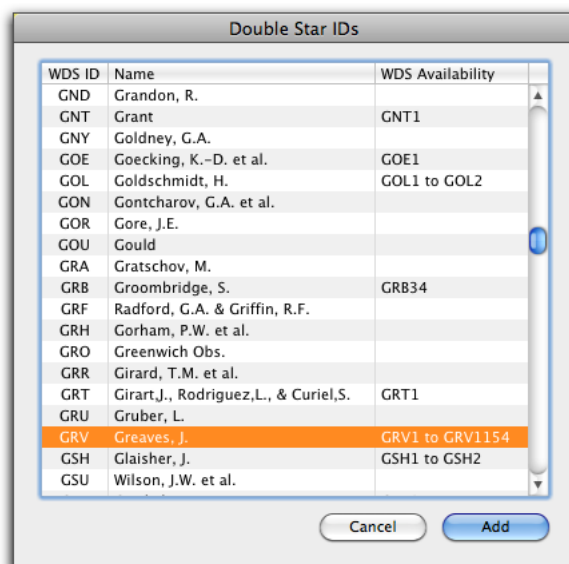 Double Star IDs
WDS ID Name WDS Availability
GND Grandon, R.
GNT Grant GNT1
GNY Goldney, G.A.
GOE Goecking, K.-D. et al. GOE1
GOL Goldschmidt, H. GOL1 to GOL2
GON Gontcharov, G.A. et al.
GOR Gore, J.E.
GOU Gould
GRA Gratschov, M.
GRB Groombridge, S. GRB34
GRF Radford, G.A. & Griffin, R.F.
GRH Gorham, P.W. et al.
GRO Greenwich Obs.
GRR Girard, T.M. et al.
GRT Girart,J., Rodriguez,L., & Curiel,S. GRT1
GRU Gruber, L.
GRV Greaves, J. GRV1 to GRV1154
GSH Glaisher, J. GSH1 to GSH2
GSU Wilson, J.W. et al.
Cancel Add